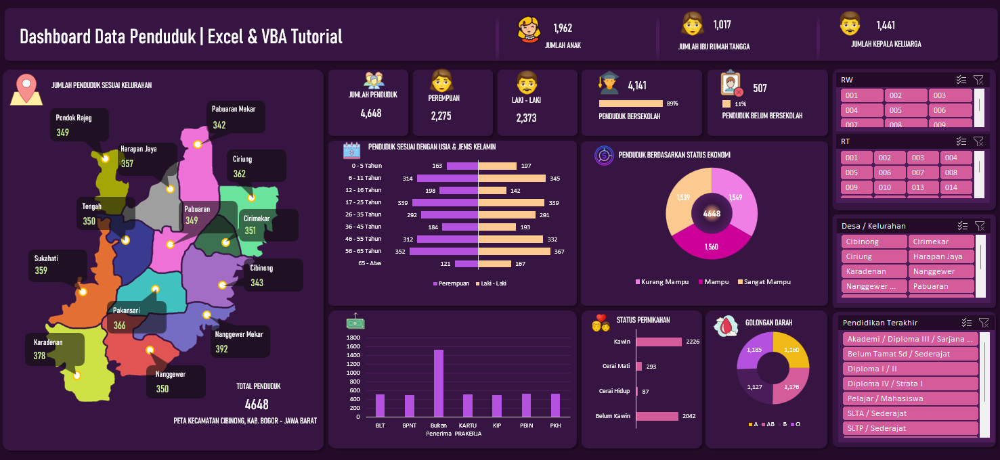 Dashboard Data Penduduk | Excel & VBA Tutorial
1,962
JUMLAH ANAK
1,017
JUMLAH IBU RUMAH TANGGA
1,441
JUMLAH KEPALA KELUARGA
JUMLAH PENDUDUK SESUAI KELURAHAN
Pabuaran Mekar
342
Pondok Rajeg
349
Harapan Jaya
357
Ciriung
362
Tengah
350
Pabuaran
349
Cirimekar
351
Sukahati
359
Cibinong
343
Pakansari
366
Nanggewer Mekar
392
Karadenan
378
Nanggewer
350
TOTAL PENDUDUK
4648
PETA KECAMATAN CIBINONG, KAB. BOGOR - JAWA BARAT
JUMLAH PENDUDUK
4,648
PEREMPUAN
2,275
LAKI - LAKI
2,373
4,141
89%
PENDUDUK BERSEKOLAH
507
11%
PENDUDUK BELUM BERSEKOLAH
PENDUDUK SESUAI DENGAN USIA & JENIS KELAMIN
0 - 5 Tahun 163 197
6 - 11 Tahun 314 345
12 - 16 Tahun 198 142
17 - 25 Tahun 339 339
26 - 35 Tahun 292 291
36 - 45 Tahun 184 193
46 - 55 Tahun 312 332
56 - 65 Tahun 352 367
65 - Atas 121 167
Perempuan Laki - Laki
PENDUDUK BERDASARKAN STATUS EKONOMI
1,539
1,549
4648
1,560
Kurang Mampu Mampu Sangat Mampu
1800
1600
1400
1200
1000
800
600
400
200
0
BLT BPNT Bukan Penerima KARTU PRAKERJA KIP PBIN PKH
STATUS PERNIKAHAN
Kawin 2226
Cerai Mati 293
Cerai Hidup 87
Belum Kawin 2042
GOLONGAN DARAH
1,185
1,160
1,127
1,176
A AB B O
RW
001 002 003
004 005 006
007 008 009
RT
001 002 003 004
005 006 007 008
009 010 013 014
Desa / Kelurahan
Cibinong Cirimekar
Ciriung Harapan Jaya
Karadenan Nanggewer
Nanggewer ... Pabuaran
Pendidikan Terakhir
Akademi / Diploma III / Sarjana ...
Belum Tamat Sd / Sederajat
Diploma I / II
Diploma IV / Strata I
Pelajar / Mahasiswa
SLTA / Sederajat
SLTP / Sederajat